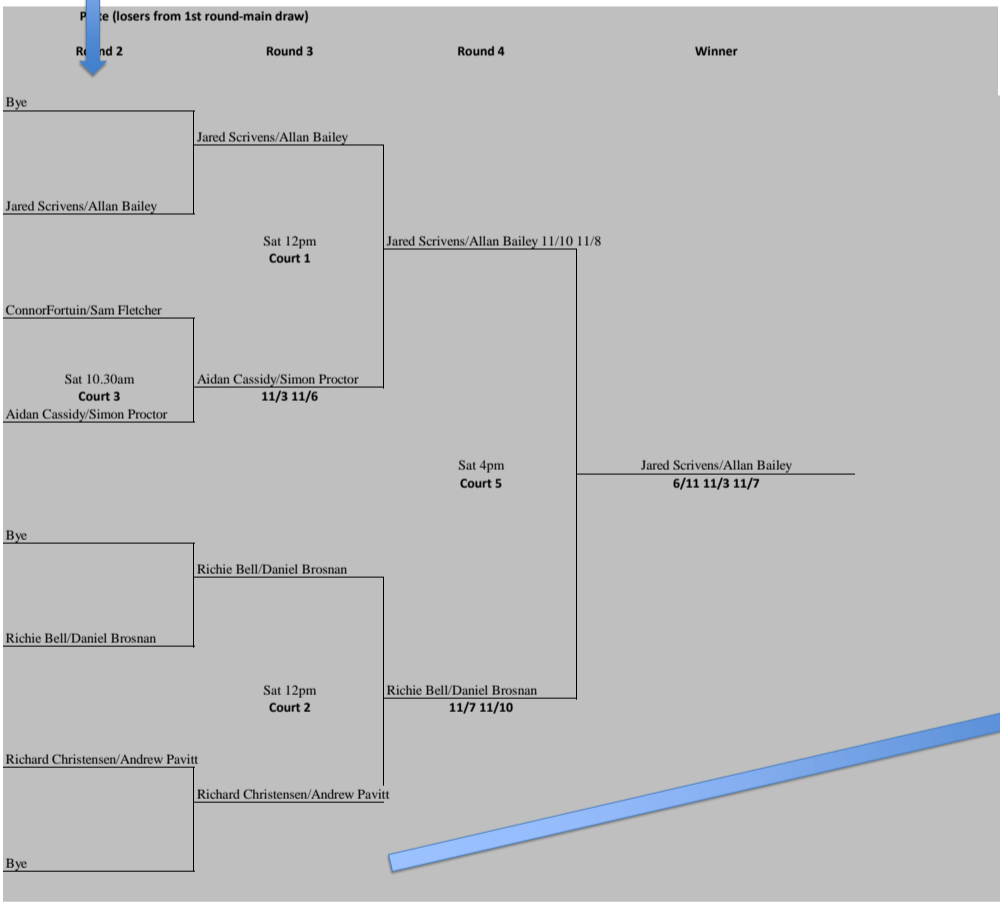 P te (losers from 1st round-main draw)
Ro nd 2 Round 3 Round 4 Winner
Bye
Jared Scrivens/Allan Bailey
Jared Scrivens/Allan Bailey
Sat 12pm
Court 1
Jared Scrivens/Allan Bailey 11/10 11/8
ConnorFortuin/Sam Fletcher
Sat 10.30am
Court 3
Aidan Cassidy/Simon Proctor
11/3 11/6
Aidan Cassidy/Simon Proctor
Sat 4pm
Court 5
Jared Scrivens/Allan Bailey
6/11 11/3 11/7
Bye
Richie Bell/Daniel Brosnan
Richie Bell/Daniel Brosnan
Sat 12pm
Court 2
Richie Bell/Daniel Brosnan
11/7 11/10
Richard Christensen/Andrew Pavitt
Richard Christensen/Andrew Pavitt
Bye